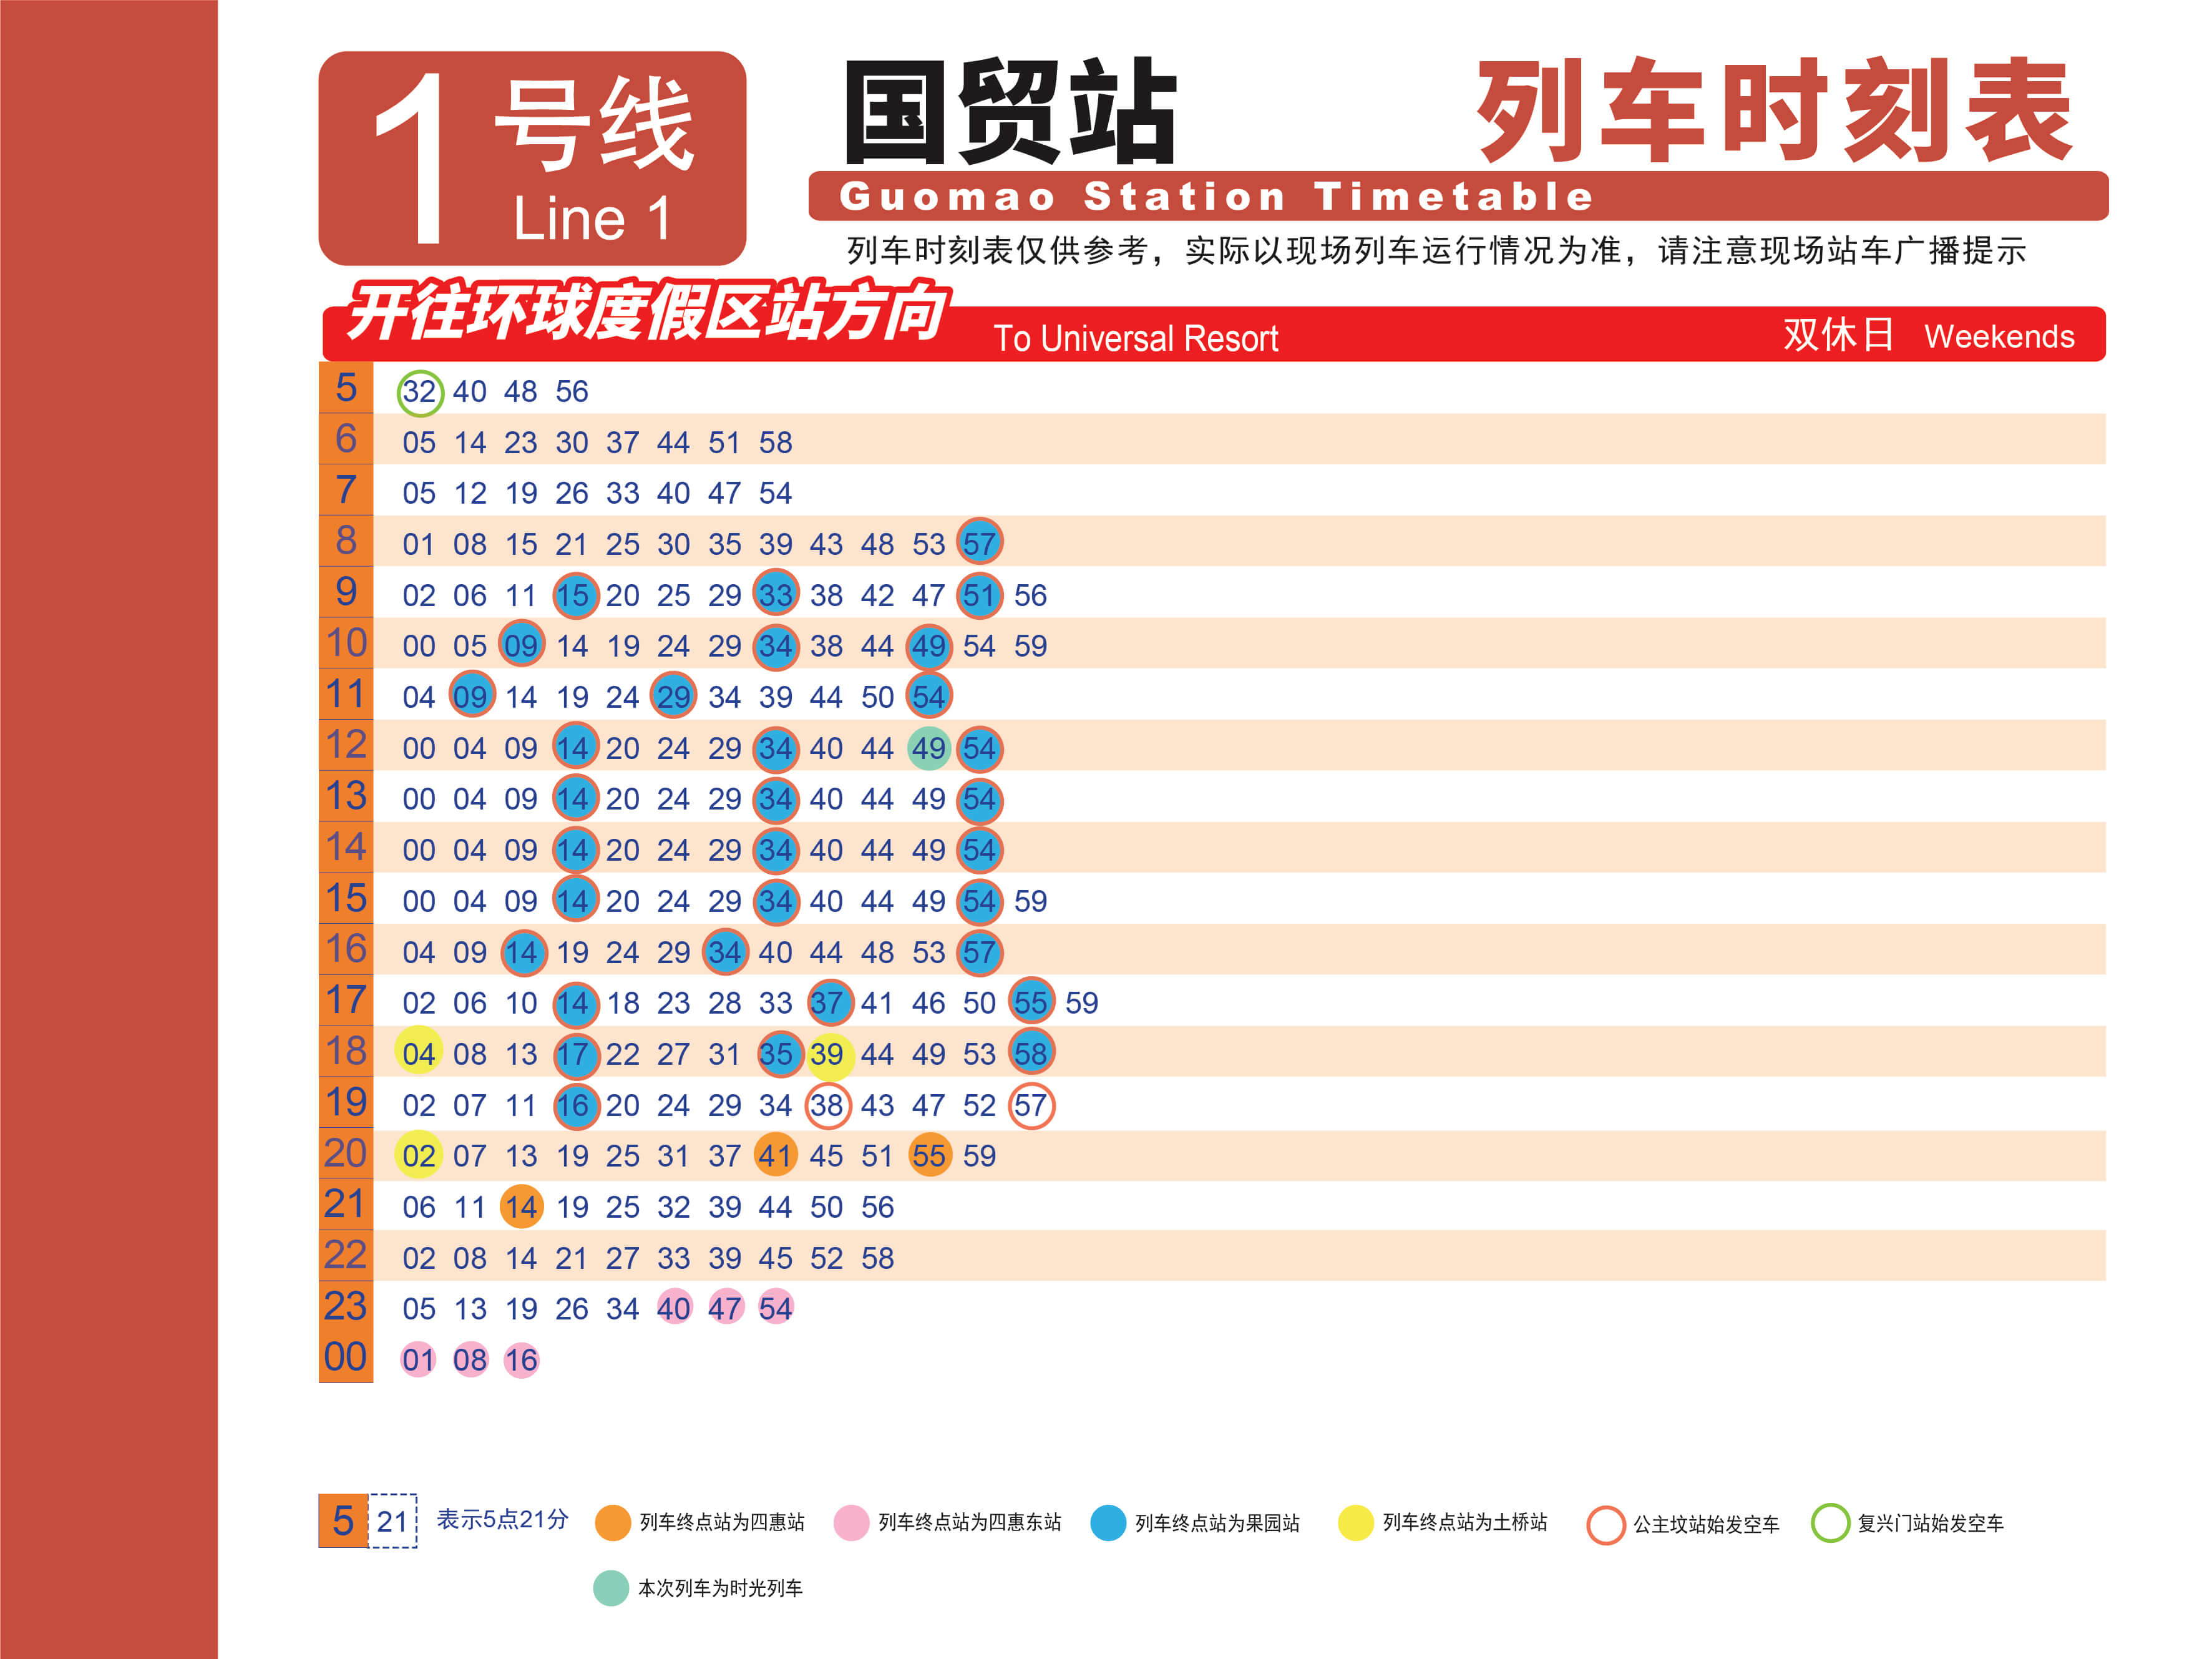 1号线
Line 1
国贸站 列车时刻表
Guomao Station Timetable
列车时刻表仅供参考，实际以现场列车运行情况为准，请注意现场站车广播提示
开往环球度假区站方向 To Universal Resort 双休日 Weekends
5 32 40 48 56
6 05 14 23 30 37 44 51 58
7 05 12 19 26 33 40 47 54
8 01 08 15 21 25 30 35 39 43 48 53 57
9 02 06 11 15 20 25 29 33 38 42 47 51 56
10 00 05 09 14 19 24 29 34 38 44 49 54 59
11 04 09 14 19 24 29 34 39 44 50 54
12 00 04 09 14 20 24 29 34 40 44 49 54
13 00 04 09 14 20 24 29 34 40 44 49 54
14 00 04 09 14 20 24 29 34 40 44 49 54
15 00 04 09 14 20 24 29 34 40 44 49 54 59
16 04 09 14 19 24 29 34 40 44 48 53 57
17 02 06 10 14 18 23 28 33 37 41 46 50 55 59
18 04 08 13 17 22 27 31 35 39 44 49 53 58
19 02 07 11 16 20 24 29 34 38 43 47 52 57
20 02 07 13 19 25 31 37 41 45 51 55 59
21 06 11 14 19 25 32 39 44 50 56
22 02 08 14 21 27 33 39 45 52 58
23 05 13 19 26 34 40 47 54
00 01 08 16
5 21 表示5点21分 列车终点站为四惠站 列车终点站为四惠东站 列车终点站为果园站 列车终点站为土桥站 公主坟站始发空车 复兴门站始发空车
本次列车为时光列车